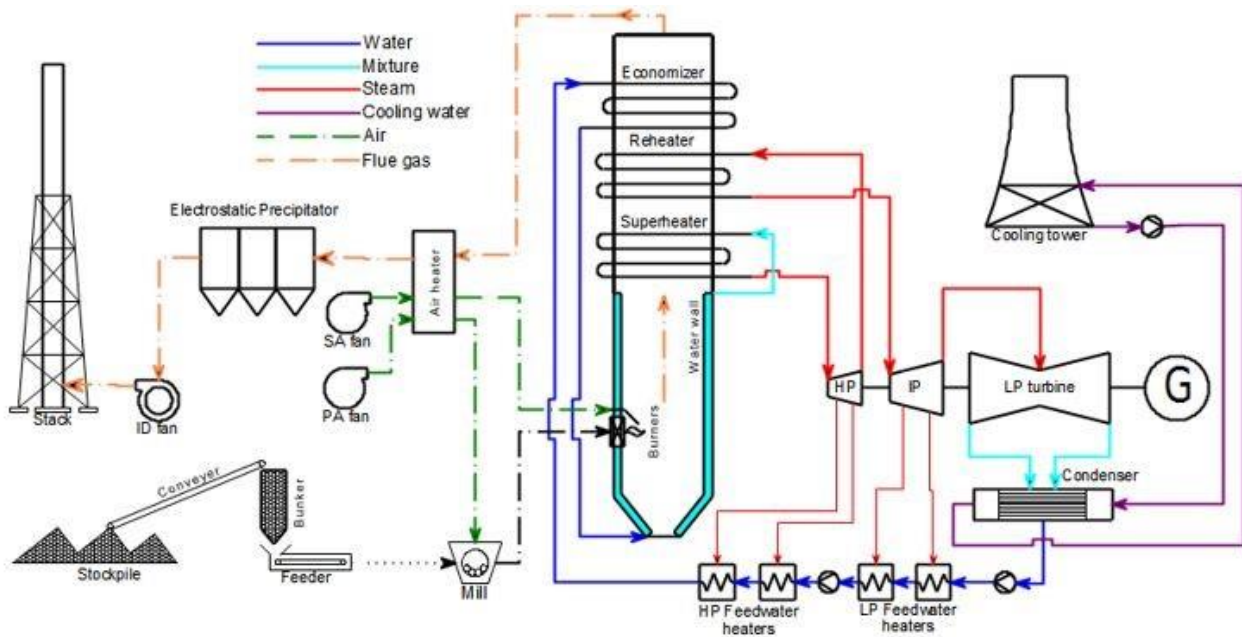 Water
Mixture
Steam
Cooling water
Air
Flue gas
Economizer
Reheater
Superheater
Water wall
Burners
Electrostatic Precipitator
Air heater
SA fan
PA fan
ID fan
Stack
Cooling tower
HP
IP
LP turbine
G
Condenser
Conveyer
Bunker
Stockpile
Feeder
Mill
HP Feedwater
heaters
LP Feedwater
heaters